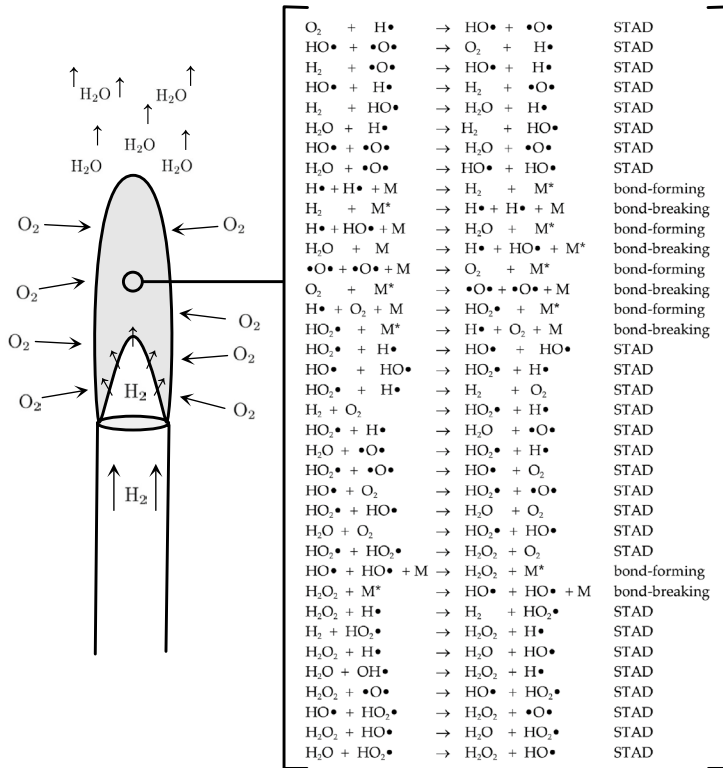 H₂O
H₂O
H₂O
H₂O
H₂O
O₂
O₂
O₂
O₂
O₂
O₂
O₂
O₂
H₂
H₂
O₂ + H• → HO• + •O• STAD
HO• + •O• → O₂ + H• STAD
H₂ + •O• → HO• + H• STAD
HO• + H• → H₂ + •O• STAD
H₂ + HO• → H₂O + H• STAD
H₂O + H• → H₂ + HO• STAD
HO• + •O• → H₂O + •O• STAD
H₂O + •O• → HO• + HO• STAD
H• + H• + M → H₂ + M* bond-forming
H₂ + M* → H• + H• + M bond-breaking
H• + HO• + M → H₂O + M* bond-forming
H₂O + M → H• + HO• + M* bond-breaking
•O• + •O• + M → O₂ + M* bond-forming
O₂ + M* → •O• + •O• + M bond-breaking
H• + O₂ + M → HO₂• + M* bond-forming
HO₂• + M* → H• + O₂ + M bond-breaking
HO₂• + H• → HO• + HO• STAD
HO• + HO• → HO₂• + H• STAD
HO₂• + H• → H₂ + O₂ STAD
H₂ + O₂ → HO₂• + H• STAD
HO₂• + H• → H₂O + •O• STAD
H₂O + •O• → HO₂• + H• STAD
HO₂• + •O• → HO• + O₂ STAD
HO• + O₂ → HO₂• + •O• STAD
HO₂• + HO• → H₂O + O₂ STAD
H₂O + O₂ → HO₂• + HO• STAD
HO₂• + HO₂• → H₂O₂ + O₂ STAD
HO• + HO• + M → H₂O₂ + M* bond-forming
H₂O₂ + M* → HO• + HO• + M bond-breaking
H₂O₂ + H• → H₂ + HO₂• STAD
H₂ + HO₂• → H₂O₂ + H• STAD
H₂O₂ + H• → H₂O + HO• STAD
H₂O + OH• → H₂O₂ + H• STAD
H₂O₂ + •O• → HO• + HO₂• STAD
HO• + HO₂• → H₂O₂ + •O• STAD
H₂O₂ + HO• → H₂O + HO₂• STAD
H₂O + HO₂• → H₂O₂ + HO• STAD